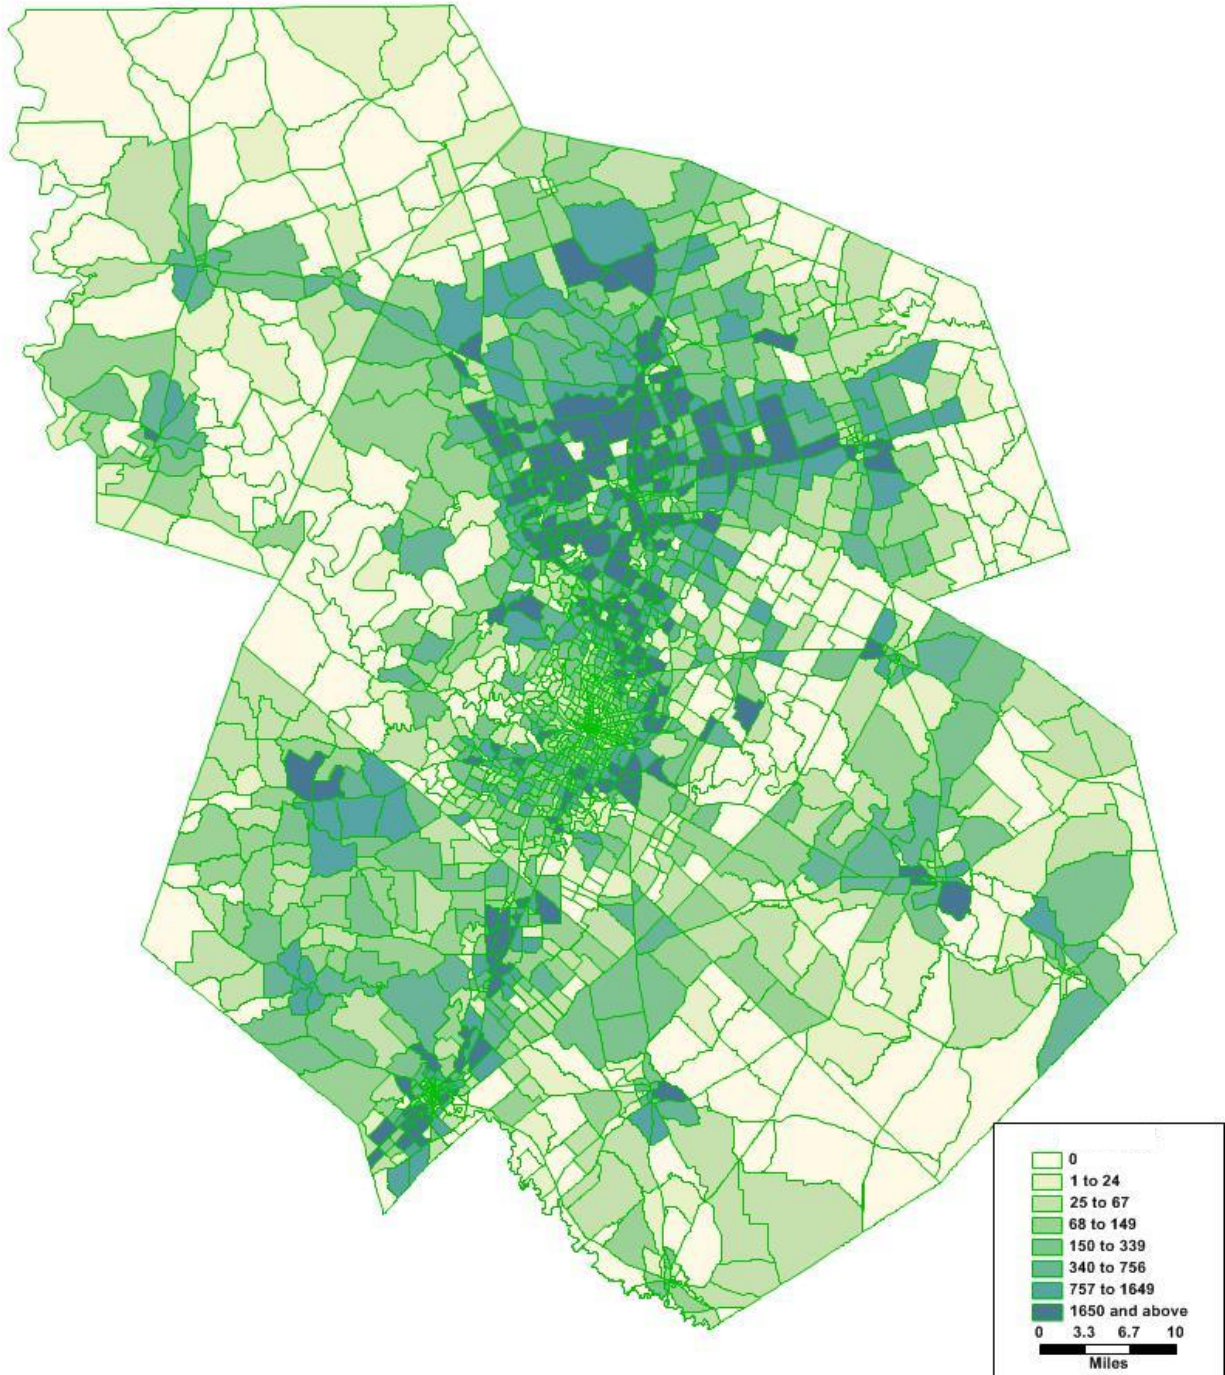 0
1 to 24
25 to 67
68 to 149
150 to 339
340 to 756
757 to 1649
1650 and above
0 3.3 6.7 10
Miles